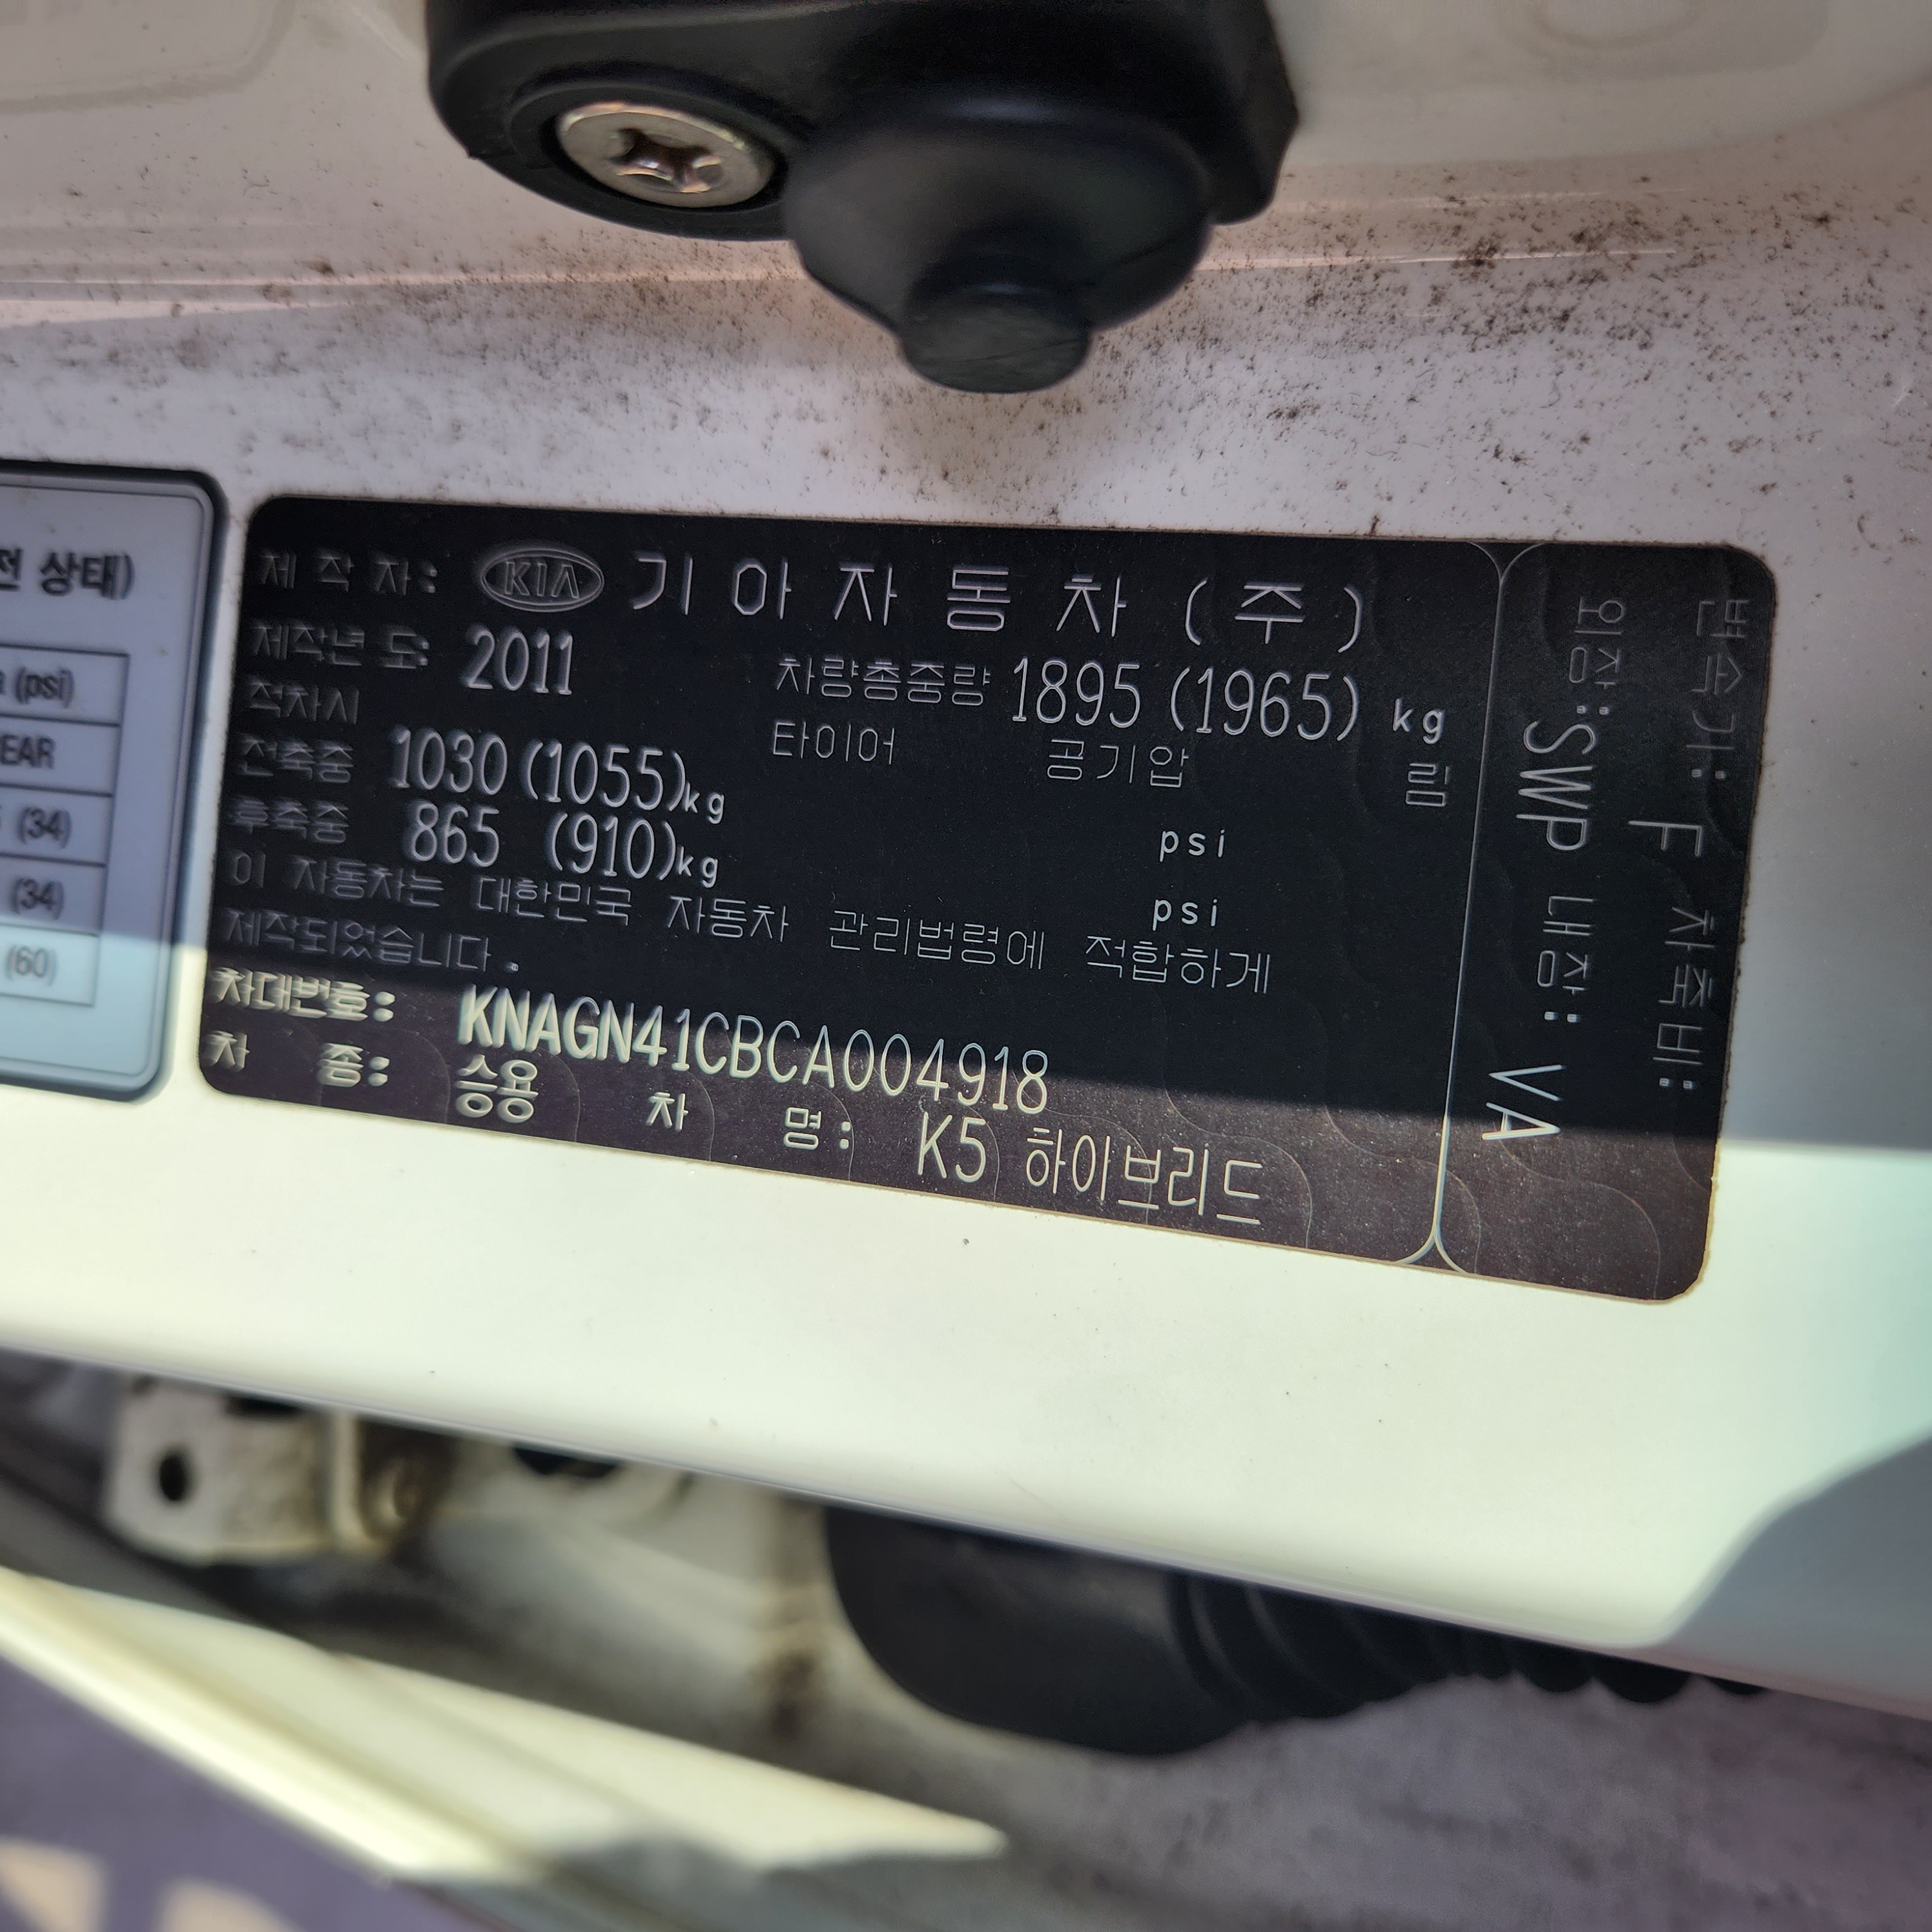 전 상태)
(psi)
EAR
(34)
(34)
(60)
제 작 자: KIA 기 아 자 동 차 (주)
제작년 도: 2011 차량총중량 1895 (1965) kg
적차시 타이어 공기압 림
전축중 1030 (1055)kg psi
후축중 865 (910)kg psi
이 자동차는 대한민국 자동차 관리법령에 적합하게
제작되었습니다.
차대번호: KNAGN41CBCA004918
차 종: 승용 차 명: K5 하이브리드
변속기: F 차축비:
외장:SWP 내장: VA